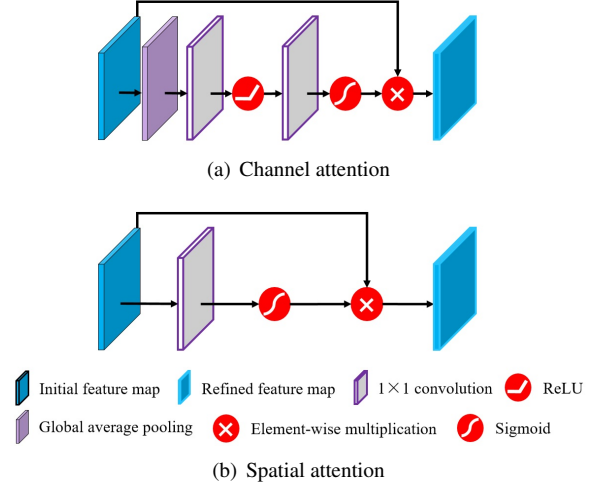 (a) Channel attention
Initial feature map Refined feature map 1×1 convolution ReLU
Global average pooling Element-wise multiplication Sigmoid
(b) Spatial attention